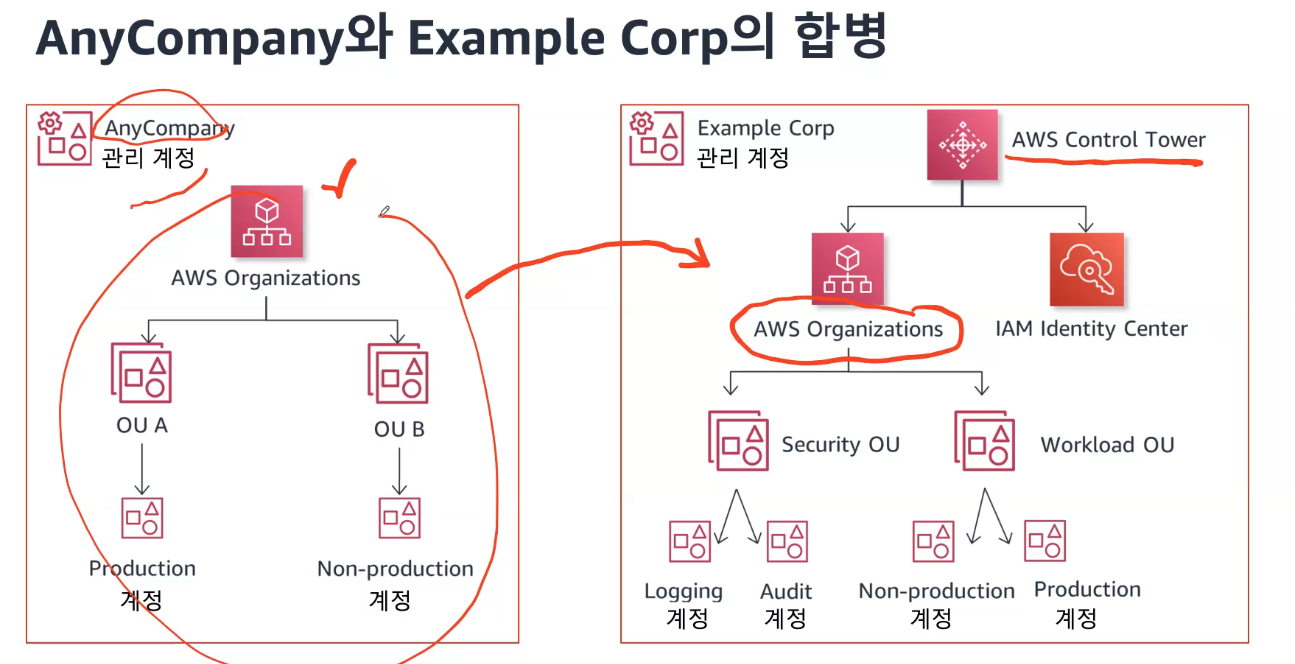 AnyCompany와 Example Corp의 합병
AnyCompany
관리 계정
AWS Organizations
OU A
OU B
Production
계정
Non-production
계정
Example Corp
관리 계정
AWS Control Tower
AWS Organizations
IAM Identity Center
Security OU
Workload OU
Logging
계정
Audit
계정
Non-production
계정
Production
계정